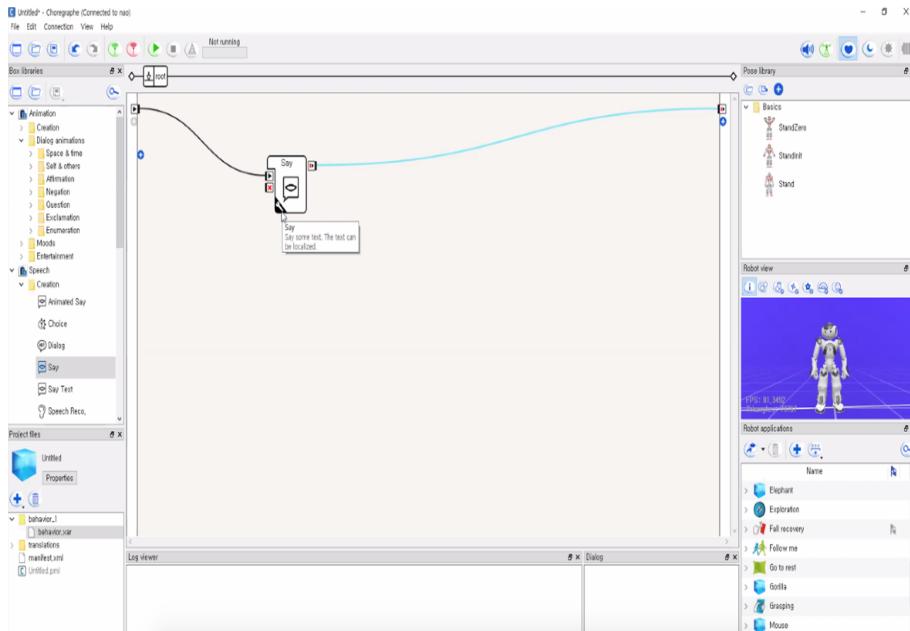 Untitled* - Choregraphe (Connected to nao)
File Edit Connection View Help
Not running
Box libraries
Animation
Creation
Dialog animations
Space & time
Self & others
Affirmation
Negation
Question
Exclamation
Enumeration
Moods
Entertainment
Speech
Creation
Animated Say
Choice
Dialog
Say
Say Text
Speech Reco.
Project files
Untitled
Properties
behavior_1
behavior.xar
translations
manifest.xml
Untitled.pml
root
Say
Say
Say some text. The text can
be localized.
Log viewer
Dialog
Pose library
Basics
StandZero
StandInit
Stand
Robot view
Robot applications
Name
Elephant
Exploration
Fall recovery
Follow me
Go to rest
Gorilla
Grasping
Mouse